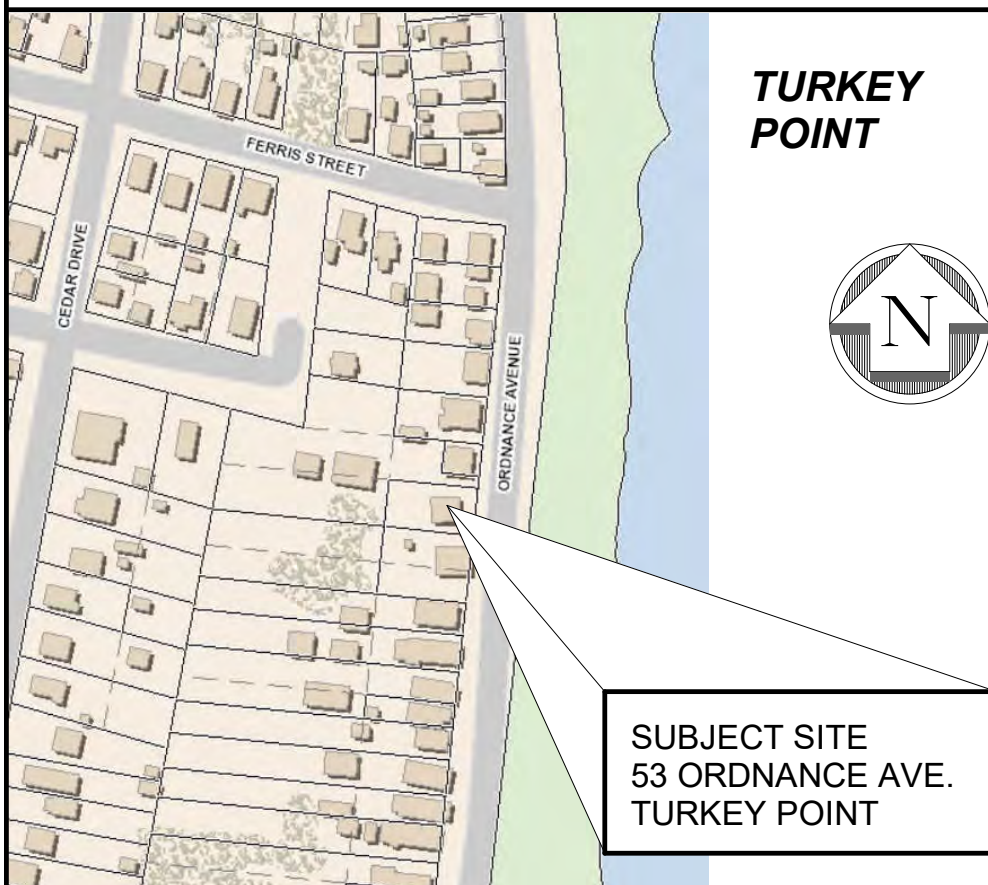 TURKEY
POINT
FERRIS STREET
CEDAR DRIVE
N
ORDNANCE AVENUE
SUBJECT SITE
53 ORDNANCE AVE.
TURKEY POINT